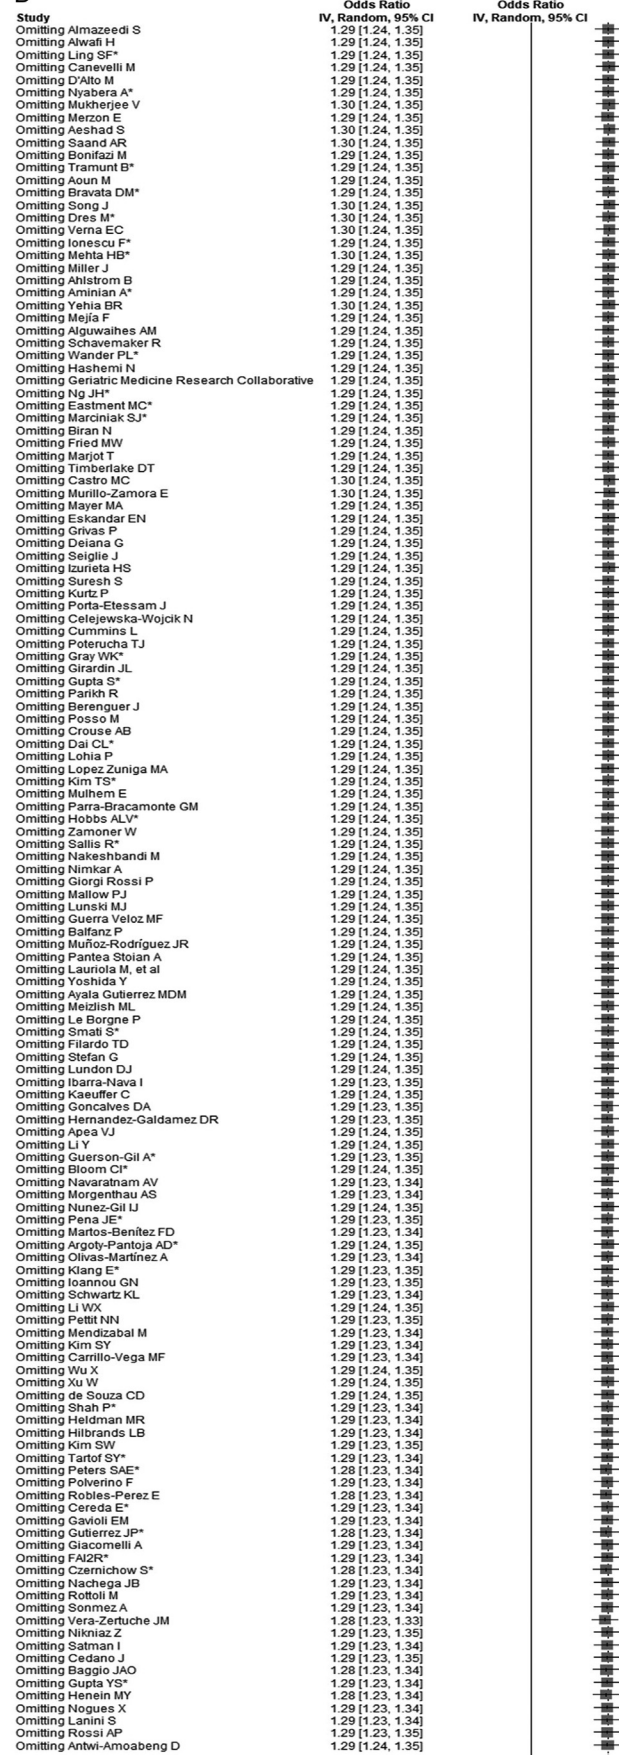 Odds Ratio Odds Ratio
Study IV, Random, 95% CI IV, Random, 95% CI
Omitting Almazeedi S 1.29 [1.24, 1.35]
Omitting Alwafi H 1.29 [1.24, 1.35]
Omitting Ling SF* 1.29 [1.24, 1.35]
Omitting Canevelli M 1.29 [1.24, 1.35]
Omitting D'Alto M 1.29 [1.24, 1.35]
Omitting Nyabera A* 1.29 [1.24, 1.35]
Omitting Mukherjee V 1.30 [1.24, 1.35]
Omitting Merzon E 1.29 [1.24, 1.35]
Omitting Aeshad S 1.30 [1.24, 1.35]
Omitting Saand AR 1.30 [1.24, 1.35]
Omitting Bonifazi M 1.29 [1.24, 1.35]
Omitting Tramunt B* 1.29 [1.24, 1.35]
Omitting Aoun M 1.29 [1.24, 1.35]
Omitting Bravata DM* 1.29 [1.24, 1.35]
Omitting Song J 1.30 [1.24, 1.35]
Omitting Dres M* 1.30 [1.24, 1.35]
Omitting Verna EC 1.30 [1.24, 1.35]
Omitting Ionescu F* 1.29 [1.24, 1.35]
Omitting Mehta HB* 1.30 [1.24, 1.35]
Omitting Miller J 1.29 [1.24, 1.35]
Omitting Ahlstrom B 1.29 [1.24, 1.35]
Omitting Aminian A* 1.29 [1.24, 1.35]
Omitting Yehia BR 1.30 [1.24, 1.35]
Omitting Mejía F 1.29 [1.24, 1.35]
Omitting Alguwaihes AM 1.29 [1.24, 1.35]
Omitting Schavemaker R 1.29 [1.24, 1.35]
Omitting Wander PL* 1.29 [1.24, 1.35]
Omitting Hashemi N 1.29 [1.24, 1.35]
Omitting Geriatric Medicine Research Collaborative 1.29 [1.24, 1.35]
Omitting Ng JH* 1.29 [1.24, 1.35]
Omitting Eastment MC* 1.29 [1.24, 1.35]
Omitting Marciniak SJ* 1.29 [1.24, 1.35]
Omitting Biran N 1.29 [1.24, 1.35]
Omitting Fried MW 1.29 [1.24, 1.35]
Omitting Marjot T 1.29 [1.24, 1.35]
Omitting Timberlake DT 1.29 [1.24, 1.35]
Omitting Castro MC 1.30 [1.24, 1.35]
Omitting Murillo-Zamora E 1.30 [1.24, 1.35]
Omitting Mayer MA 1.29 [1.24, 1.35]
Omitting Eskandar EN 1.29 [1.24, 1.35]
Omitting Grivas P 1.29 [1.24, 1.35]
Omitting Deiana G 1.29 [1.24, 1.35]
Omitting Seiglie J 1.29 [1.24, 1.35]
Omitting Izurieta HS 1.29 [1.24, 1.35]
Omitting Suresh S 1.29 [1.24, 1.35]
Omitting Kurtz P 1.29 [1.24, 1.35]
Omitting Porta-Etessam J 1.29 [1.24, 1.35]
Omitting Celejewska-Wojcik N 1.29 [1.24, 1.35]
Omitting Cummins L 1.29 [1.24, 1.35]
Omitting Poterucha TJ 1.29 [1.24, 1.35]
Omitting Gray WK* 1.29 [1.24, 1.35]
Omitting Girardin JL 1.29 [1.24, 1.35]
Omitting Gupta S* 1.29 [1.24, 1.35]
Omitting Parikh R 1.29 [1.24, 1.35]
Omitting Berenguer J 1.29 [1.24, 1.35]
Omitting Posso M 1.29 [1.24, 1.35]
Omitting Crouse AB 1.29 [1.24, 1.35]
Omitting Dai CL* 1.29 [1.24, 1.35]
Omitting Lohia P 1.29 [1.24, 1.35]
Omitting Lopez Zuniga MA 1.29 [1.24, 1.35]
Omitting Kim TS* 1.29 [1.24, 1.35]
Omitting Mulhem E 1.29 [1.24, 1.35]
Omitting Parra-Bracamonte GM 1.29 [1.24, 1.35]
Omitting Hobbs ALV* 1.29 [1.24, 1.35]
Omitting Zamoner W 1.29 [1.24, 1.35]
Omitting Sallis R* 1.29 [1.24, 1.35]
Omitting Nakeshbandi M 1.29 [1.24, 1.35]
Omitting Nimkar A 1.29 [1.24, 1.35]
Omitting Giorgi Rossi P 1.29 [1.24, 1.35]
Omitting Mallow PJ 1.29 [1.24, 1.35]
Omitting Lunski MJ 1.29 [1.24, 1.35]
Omitting Guerra Veloz MF 1.29 [1.24, 1.35]
Omitting Balfanz P 1.29 [1.24, 1.35]
Omitting Muñoz-Rodríguez JR 1.29 [1.24, 1.35]
Omitting Pantea Stoian A 1.29 [1.24, 1.35]
Omitting Lauriola M, et al 1.29 [1.24, 1.35]
Omitting Yoshida Y 1.29 [1.24, 1.35]
Omitting Ayala Gutierrez MDM 1.29 [1.24, 1.35]
Omitting Meizlish ML 1.29 [1.24, 1.35]
Omitting Le Borgne P 1.29 [1.24, 1.35]
Omitting Smati S* 1.29 [1.24, 1.35]
Omitting Filardo TD 1.29 [1.24, 1.35]
Omitting Stefan G 1.29 [1.24, 1.35]
Omitting Lundon DJ 1.29 [1.24, 1.35]
Omitting Ibarra-Nava I 1.29 [1.23, 1.35]
Omitting Kaeuffer C 1.29 [1.24, 1.35]
Omitting Goncalves DA 1.29 [1.23, 1.35]
Omitting Hernandez-Galdamez DR 1.29 [1.23, 1.35]
Omitting Apea VJ 1.29 [1.24, 1.35]
Omitting Li Y 1.29 [1.24, 1.35]
Omitting Guerson-Gil A* 1.29 [1.23, 1.35]
Omitting Bloom CI* 1.29 [1.24, 1.35]
Omitting Navaratnam AV 1.29 [1.23, 1.34]
Omitting Morgenthau AS 1.29 [1.23, 1.34]
Omitting Nunez-Gil IJ 1.29 [1.24, 1.35]
Omitting Pena JE* 1.29 [1.23, 1.35]
Omitting Martos-Benítez FD 1.29 [1.23, 1.34]
Omitting Argoty-Pantoja AD* 1.29 [1.24, 1.35]
Omitting Olivas-Martínez A 1.29 [1.23, 1.34]
Omitting Klang E* 1.29 [1.23, 1.35]
Omitting Ioannou GN 1.29 [1.23, 1.35]
Omitting Schwartz KL 1.29 [1.23, 1.34]
Omitting Li WX 1.29 [1.24, 1.35]
Omitting Pettit NN 1.29 [1.23, 1.35]
Omitting Mendizabal M 1.29 [1.23, 1.34]
Omitting Kim SY 1.29 [1.23, 1.34]
Omitting Carrillo-Vega MF 1.29 [1.23, 1.34]
Omitting Wu X 1.29 [1.24, 1.35]
Omitting Xu W 1.29 [1.24, 1.35]
Omitting de Souza CD 1.29 [1.24, 1.35]
Omitting Shah P* 1.29 [1.23, 1.34]
Omitting Heldman MR 1.29 [1.23, 1.34]
Omitting Hilbrands LB 1.29 [1.23, 1.34]
Omitting Kim SW 1.29 [1.23, 1.35]
Omitting Tartof SY* 1.29 [1.23, 1.34]
Omitting Peters SAE* 1.28 [1.23, 1.34]
Omitting Polverino F 1.29 [1.23, 1.34]
Omitting Robles-Perez E 1.28 [1.23, 1.34]
Omitting Cereda E* 1.29 [1.23, 1.34]
Omitting Gavioli EM 1.29 [1.23, 1.34]
Omitting Gutierrez JP* 1.28 [1.23, 1.34]
Omitting Giacomelli A 1.29 [1.23, 1.34]
Omitting FAI2R* 1.29 [1.23, 1.34]
Omitting Czernichow S* 1.28 [1.23, 1.34]
Omitting Nachega JB 1.29 [1.23, 1.34]
Omitting Rottoli M 1.29 [1.23, 1.34]
Omitting Sonmez A 1.29 [1.23, 1.34]
Omitting Vera-Zertuche JM 1.28 [1.23, 1.33]
Omitting Nikniaz Z 1.29 [1.23, 1.35]
Omitting Satman I 1.29 [1.23, 1.34]
Omitting Cedano J 1.29 [1.23, 1.35]
Omitting Baggio JAO 1.28 [1.23, 1.34]
Omitting Gupta YS* 1.29 [1.23, 1.34]
Omitting Henein MY 1.28 [1.23, 1.34]
Omitting Nogues X 1.29 [1.23, 1.34]
Omitting Lanini S 1.29 [1.23, 1.34]
Omitting Rossi AP 1.29 [1.23, 1.35]
Omitting Antwi-Amoabeng D 1.29 [1.24, 1.35]